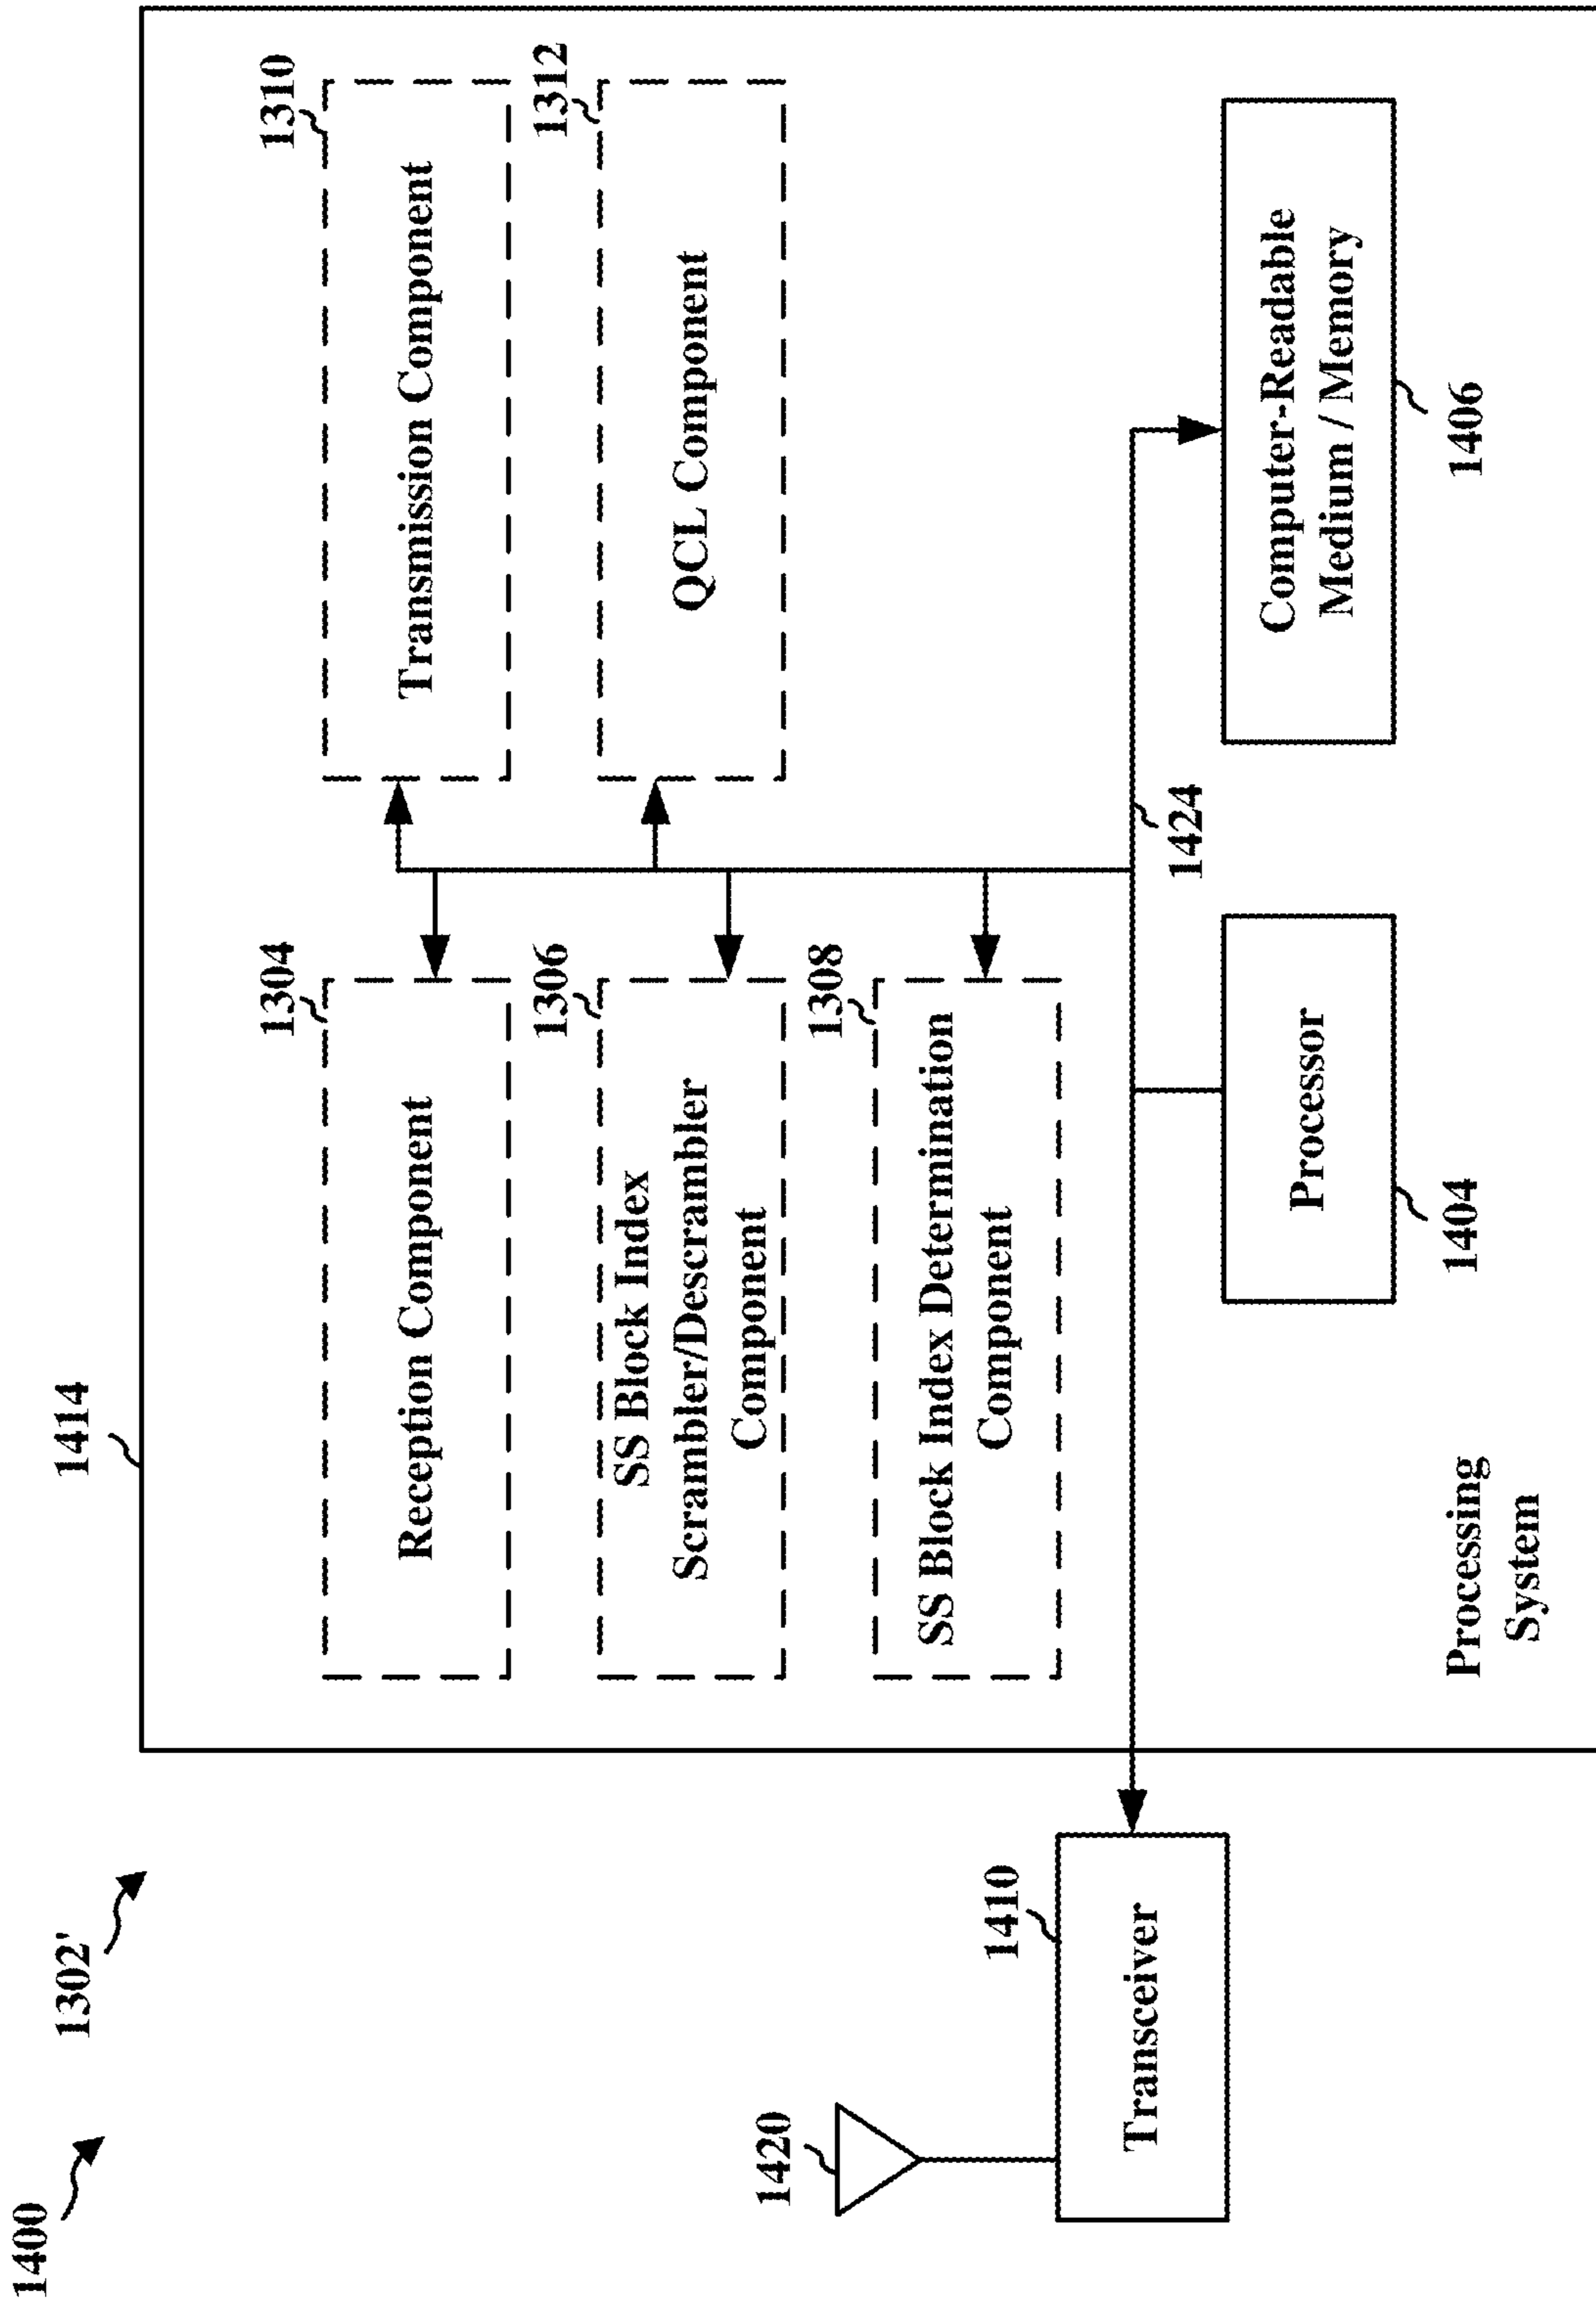 1400
1302'
1414
1304
Reception Component
1310
Transmission Component
1306
SS Block Index
Scrambler/Descrambler
Component
1312
QCL Component
1308
SS Block Index Determination
Component
1420
1410
Transceiver
1424
Processor
1404
Computer-Readable
Medium / Memory
1406
Processing
System